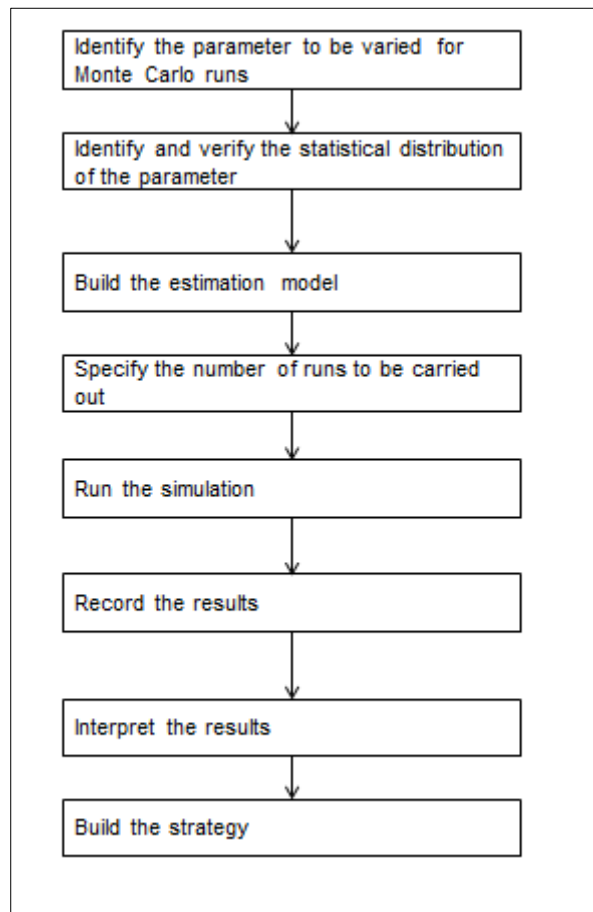 Identify the parameter to be varied for
Monte Carlo runs
Identify and verify the statistical distribution
of the parameter
Build the estimation model
Specify the number of runs to be carried
out
Run the simulation
Record the results
Interpret the results
Build the strategy